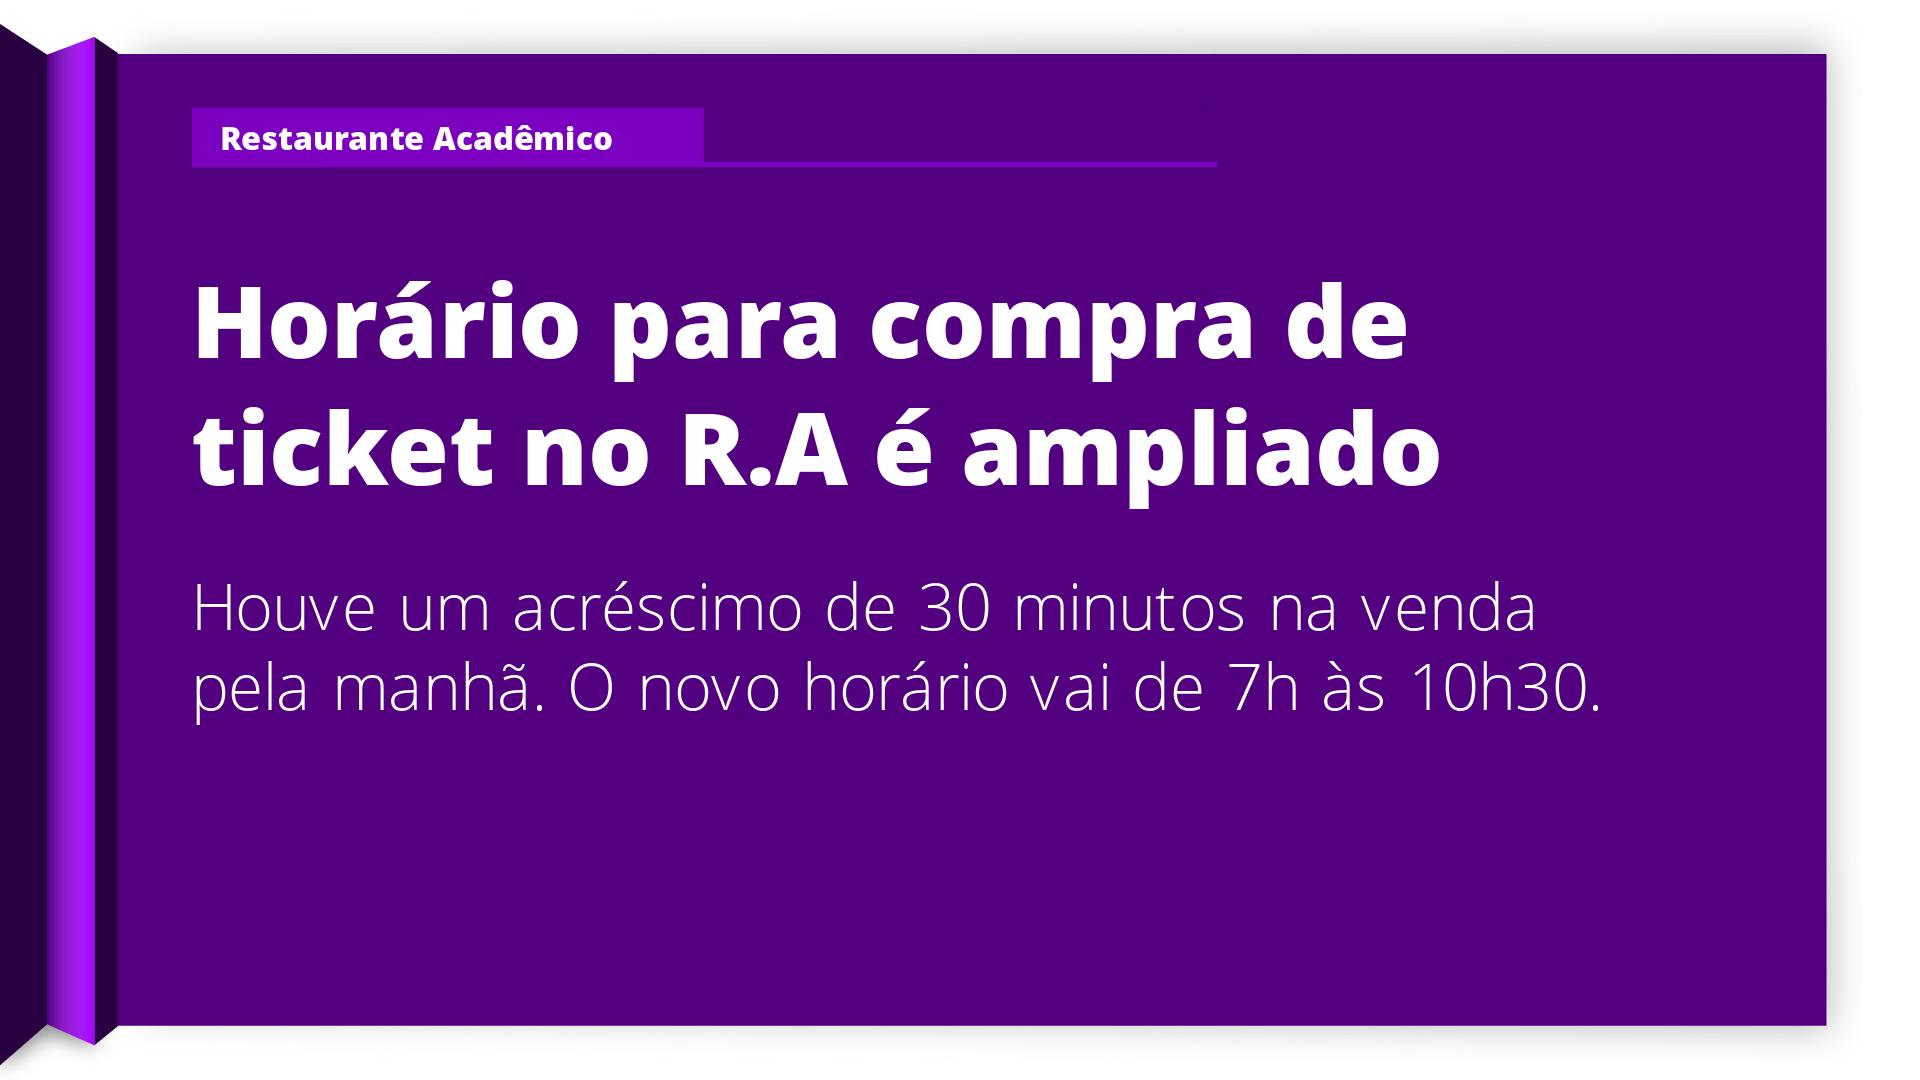 Restaurante Acadêmico
Horário para compra de
ticket no R.A é ampliado
Houve um acréscimo de 30 minutos na venda
pela manhã. O novo horário vai de 7h às 10h30.